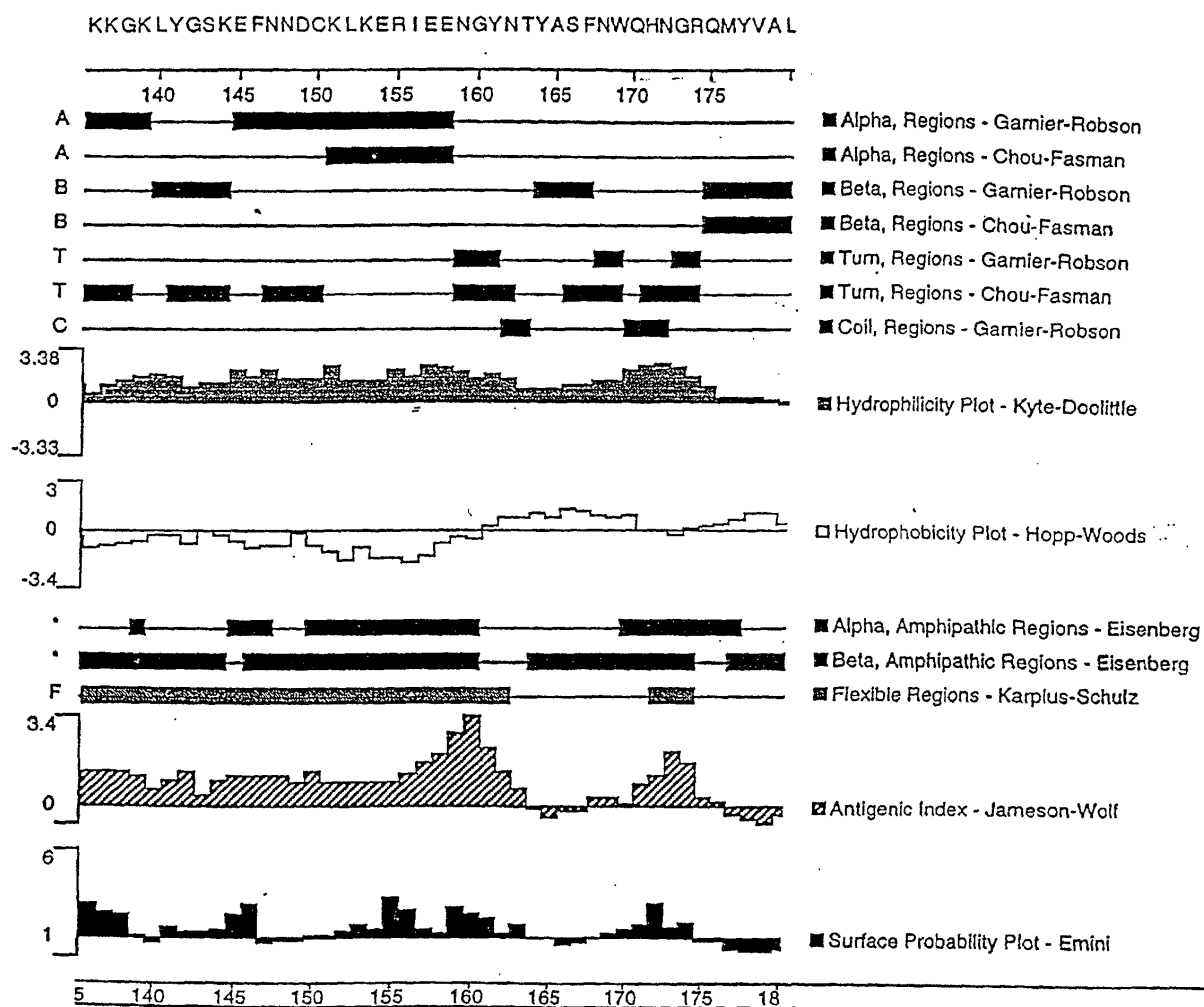 KKGKLYGSKEFNNDCKLKERIEENGYNTYASFNWQHNGRQMYVAL
140 145 150 155 160 165 170 175
A Alpha, Regions - Garnier-Robson
A Alpha, Regions - Chou-Fasman
B Beta, Regions - Garnier-Robson
B Beta, Regions - Chou-Fasman
T Turn, Regions - Garnier-Robson
T Turn, Regions - Chou-Fasman
C Coil, Regions - Garnier-Robson
3.38
0 Hydrophilicity Plot - Kyte-Doolittle
-3.33
3
0 Hydrophobicity Plot - Hopp-Woods
-3.4
* Alpha, Amphipathic Regions - Eisenberg
* Beta, Amphipathic Regions - Eisenberg
F Flexible Regions - Karplus-Schulz
3.4
0 Antigenic Index - Jameson-Wolf
6
1 Surface Probability Plot - Emini
5 140 145 150 155 160 165 170 175 18